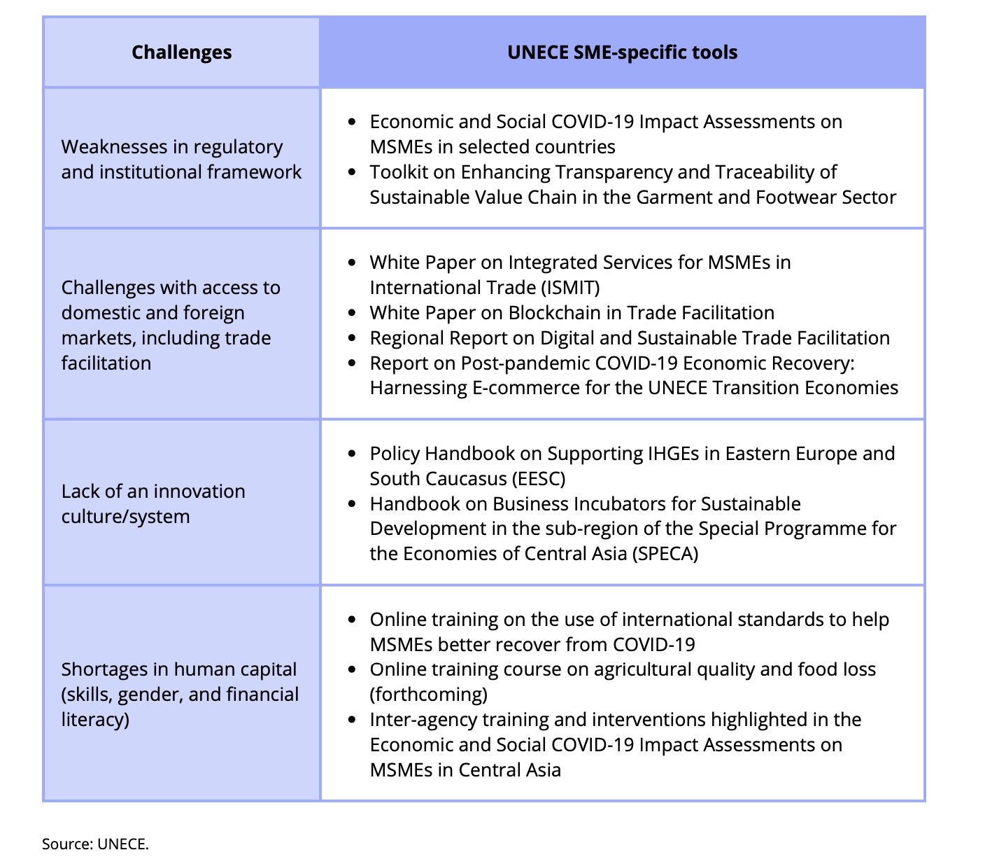 Challenges
UNECE SME-specific tools
Weaknesses in regulatory
and institutional framework
• Economic and Social COVID-19 Impact Assessments on
MSMEs in selected countries
• Toolkit on Enhancing Transparency and Traceability of
Sustainable Value Chain in the Garment and Footwear Sector
Challenges with access to
domestic and foreign
markets, including trade
facilitation
• White Paper on Integrated Services for MSMEs in
International Trade (ISMIT)
• White Paper on Blockchain in Trade Facilitation
• Regional Report on Digital and Sustainable Trade Facilitation
• Report on Post-pandemic COVID-19 Economic Recovery:
Harnessing E-commerce for the UNECE Transition Economies
Lack of an innovation
culture/system
• Policy Handbook on Supporting IHGEs in Eastern Europe and
South Caucasus (EESC)
• Handbook on Business Incubators for Sustainable
Development in the sub-region of the Special Programme for
the Economies of Central Asia (SPECA)
Shortages in human capital
(skills, gender, and financial
literacy)
• Online training on the use of international standards to help
MSMEs better recover from COVID-19
• Online training course on agricultural quality and food loss
(forthcoming)
• Inter-agency training and interventions highlighted in the
Economic and Social COVID-19 Impact Assessments on
MSMEs in Central Asia
Source: UNECE.